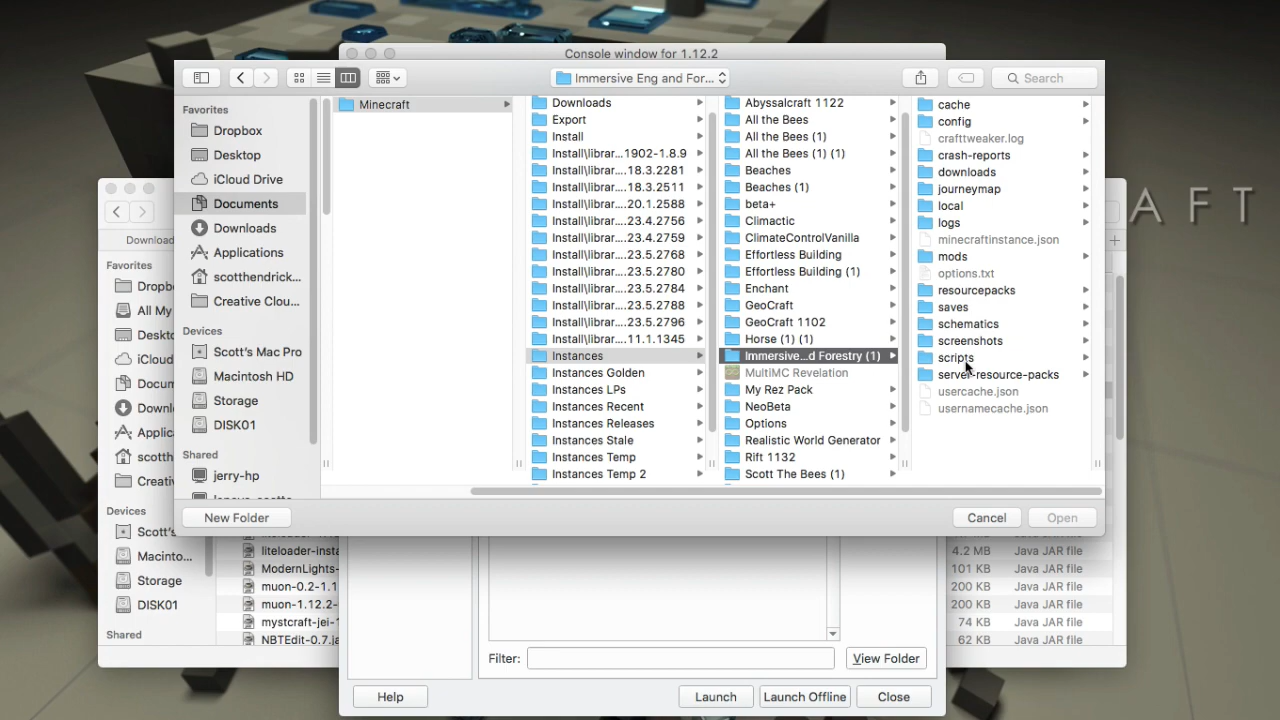 Console window for 1.12.2
Immersive Eng and For...
Search
Favorites
Dropbox
Desktop
iCloud Drive
Documents
Downloads
Applications
scotthendrick...
Creative Clou...
Devices
Scott's Mac Pro
Macintosh HD
Storage
DISK01
Shared
jerry-hp
Minecraft
Downloads
Export
Install
Install\librar...1902-1.8.9
Install\librar....18.3.2281
Install\librar....18.3.2511
Install\librar...20.1.2588
Install\librar...23.4.2756
Install\librar...23.4.2759
Install\librar...23.5.2768
Install\librar...23.5.2780
Install\librar...23.5.2784
Install\librar...23.5.2788
Install\librar...23.5.2796
Install\librar....11.1.1345
Instances
Instances Golden
Instances LPs
Instances Recent
Instances Releases
Instances Stale
Instances Temp
Instances Temp 2
Abyssalcraft 1122
All the Bees
All the Bees (1)
All the Bees (1) (1)
Beaches
Beaches (1)
beta+
Climactic
ClimateControlVanilla
Effortless Building
Effortless Building (1)
Enchant
GeoCraft
GeoCraft 1102
Horse (1) (1)
Immersive...d Forestry (1)
MultiMC Revelation
My Rez Pack
NeoBeta
Options
Realistic World Generator
Rift 1132
Scott The Bees (1)
cache
config
crafttweaker.log
crash-reports
downloads
journeymap
local
logs
minecraftinstance.json
mods
options.txt
resourcepacks
saves
schematics
screenshots
scripts
server-resource-packs
usercache.json
usernamecache.json
New Folder
Cancel
Open
AFT
Download
Favorites
Dropb
All My
Deskto
iCloud
Docum
Downl
Applic
scotth
Creati
Devices
Scott's
Macinto...
Storage
DISK01
Shared
liteloader-insta
4.2 MB
Java JAR file
ModernLights-
101 KB
Java JAR file
muon-0.2-1.1
200 KB
Java JAR file
muon-1.12.2-
200 KB
Java JAR file
mystcraft-jei-
74 KB
Java JAR file
NBTEdit-0.7.ja
62 KB
Java JAR file
Filter:
View Folder
Help
Launch
Launch Offline
Close